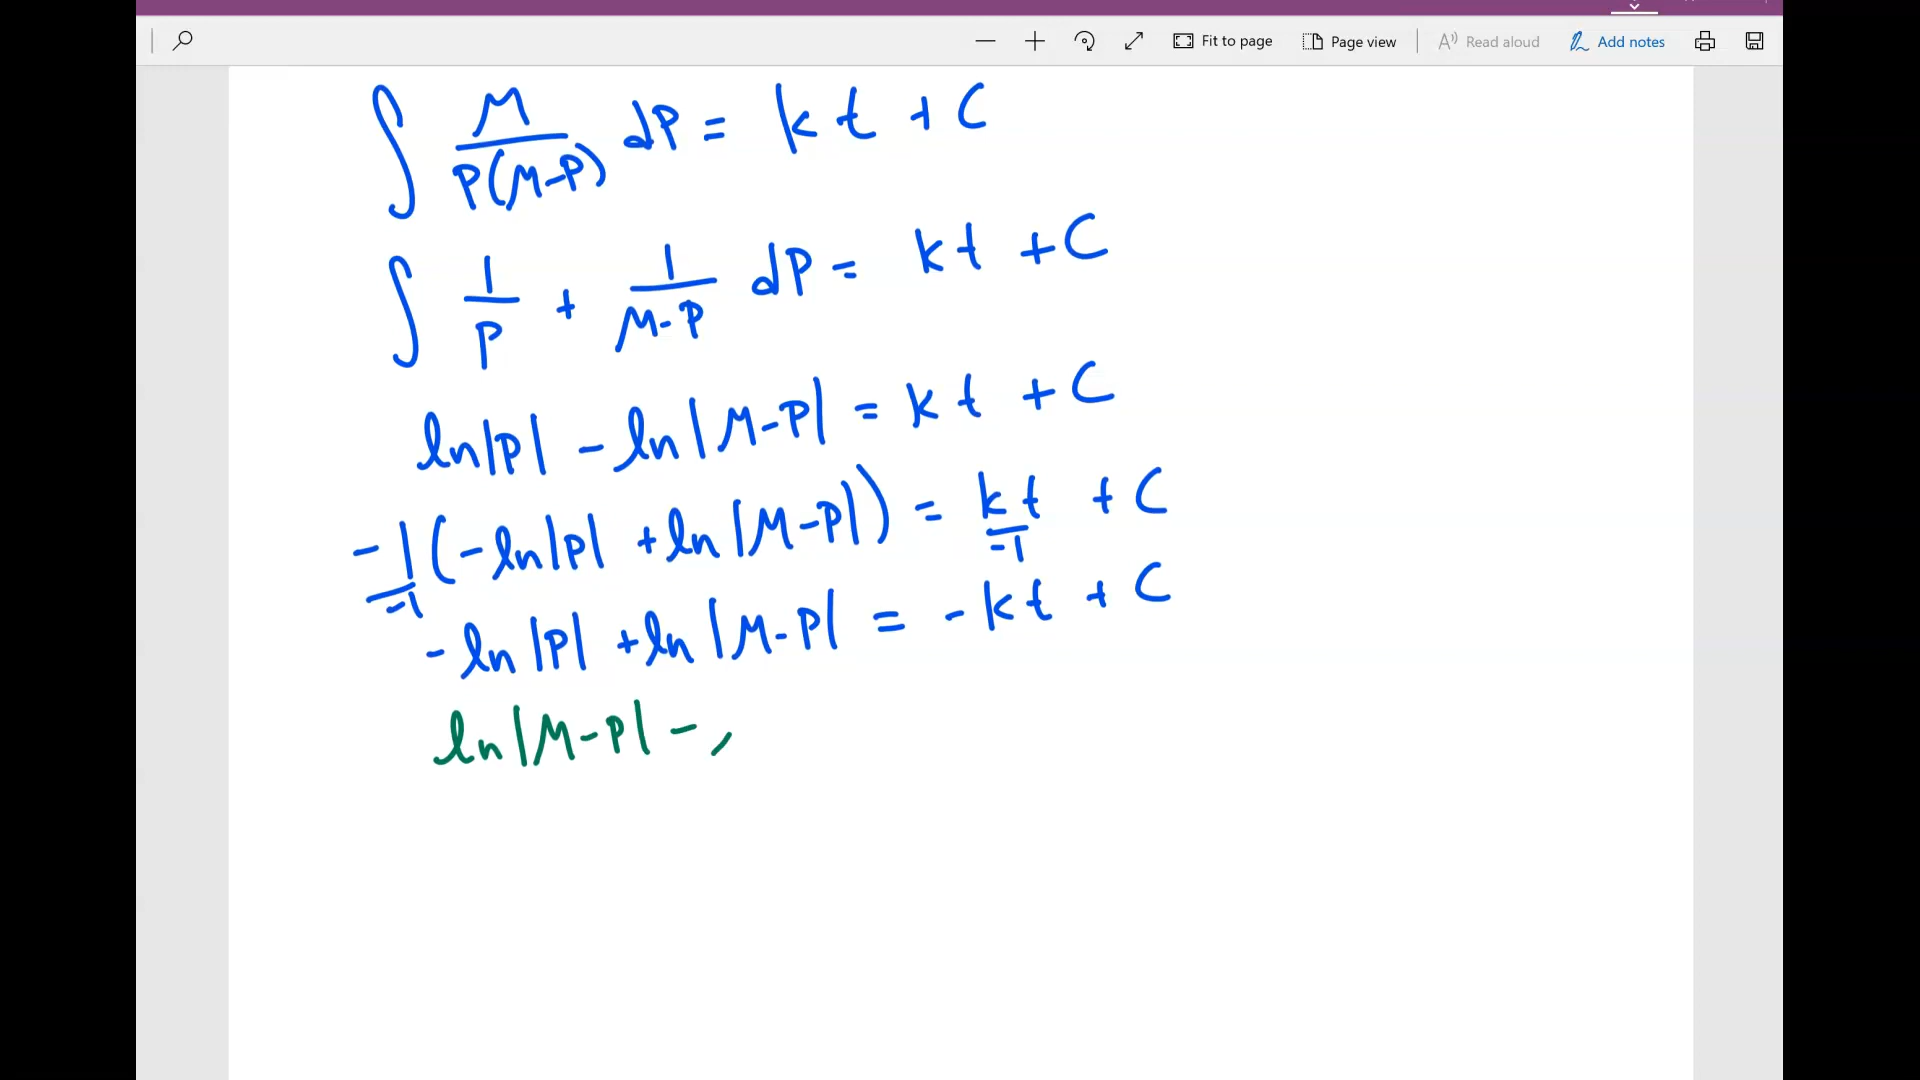 Fit to page Page view Read aloud Add notes
∫ M/P(M-P) dP = kt + C
∫ 1/P + 1/M-P dP = kt + C
ln|P| - ln|M-P| = kt + C
-1/-1 (-ln|P| + ln|M-P|) = kt/-1 + C
-ln|P| + ln|M-P| = -kt + C
ln|M-P| -